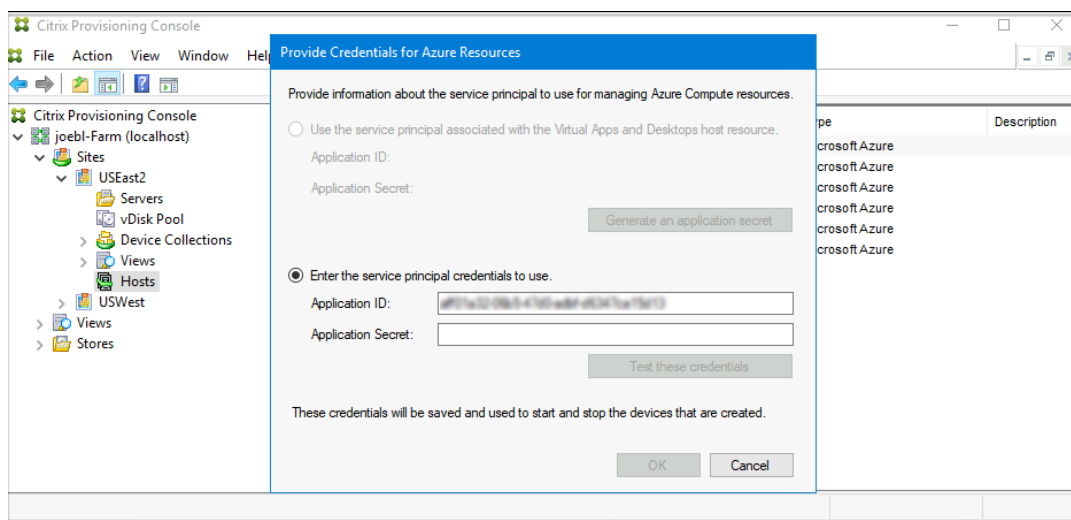 Citrix Provisioning Console
File Action View Window Hel
Citrix Provisioning Console
joebl-Farm (localhost)
Sites
USEast2
Servers
vDisk Pool
Device Collections
Views
Hosts
USWest
Views
Stores
Provide Credentials for Azure Resources
Provide information about the service principal to use for managing Azure Compute resources.
Use the service principal associated with the Virtual Apps and Desktops host resource.
Application ID:
Application Secret:
Generate an application secret
Enter the service principal credentials to use.
Application ID:
Application Secret:
Test these credentials
These credentials will be saved and used to start and stop the devices that are created.
OK Cancel
pe Description
crosoft Azure
crosoft Azure
crosoft Azure
crosoft Azure
crosoft Azure
crosoft Azure